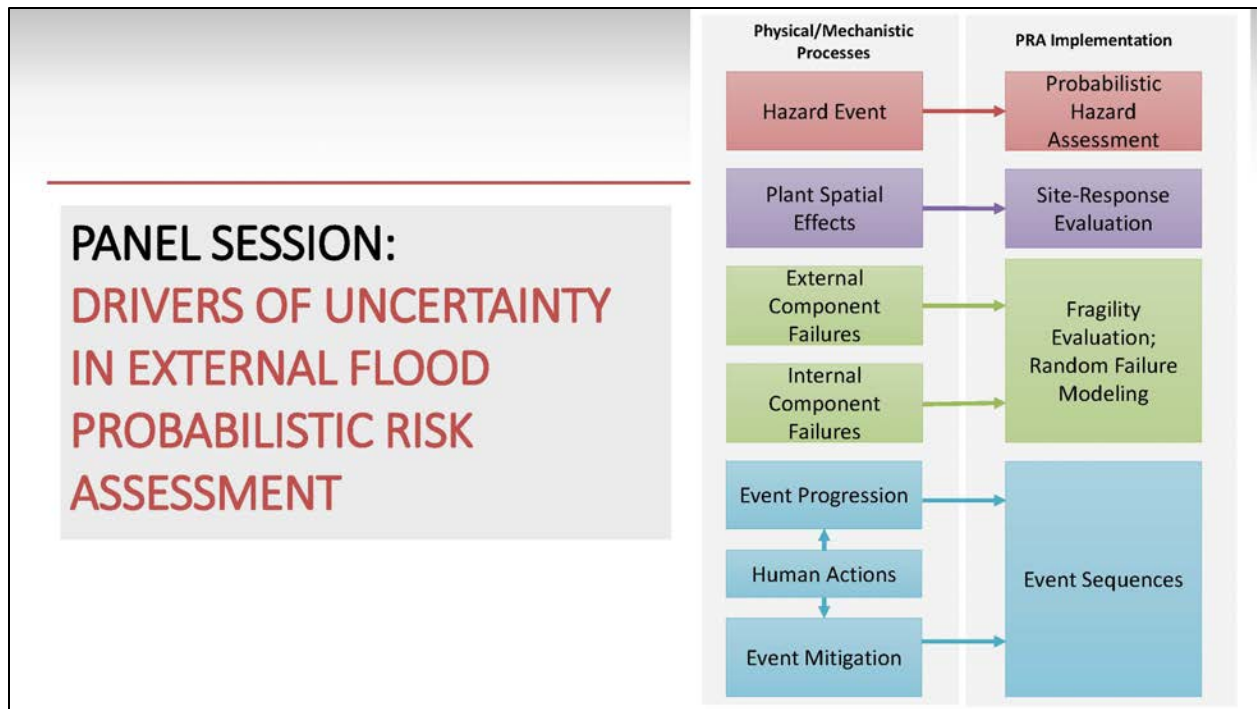 PANEL SESSION:
DRIVERS OF UNCERTAINTY
IN EXTERNAL FLOOD
PROBABILISTIC RISK
ASSESSMENT
Physical/Mechanistic
Processes
Hazard Event
Plant Spatial
Effects
External
Component
Failures
Internal
Component
Failures
Event Progression
Human Actions
Event Mitigation
PRA Implementation
Probabilistic
Hazard
Assessment
Site-Response
Evaluation
Fragility
Evaluation;
Random Failure
Modeling
Event Sequences